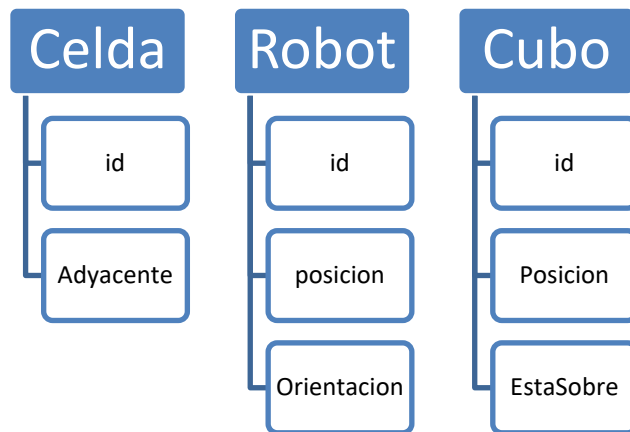 Celda
id
Adyacente
Robot
id
posicion
Orientacion
Cubo
id
Posicion
EstaSobre